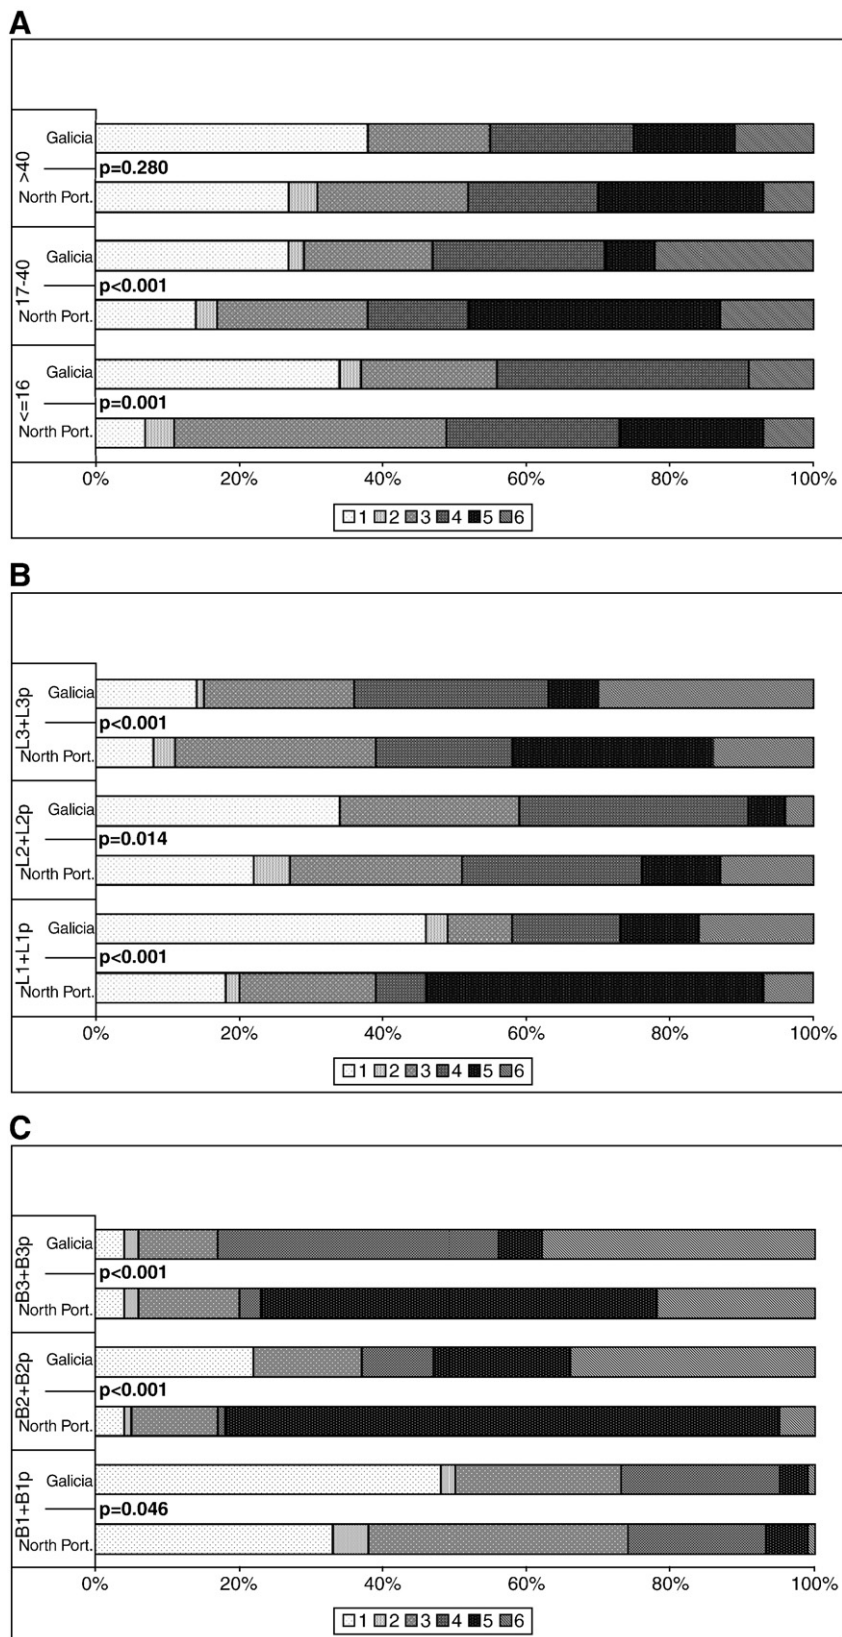 A
>40
Galicia
p=0.280
North Port.
17-40
Galicia
p<0.001
North Port.
<=16
Galicia
p=0.001
North Port.
0% 20% 40% 60% 80% 100%
1 2 3 4 5 6
B
L3+L3p
Galicia
p<0.001
North Port.
L2+L2p
Galicia
p=0.014
North Port.
L1+L1p
Galicia
p<0.001
North Port.
0% 20% 40% 60% 80% 100%
1 2 3 4 5 6
C
B3+B3p
Galicia
p<0.001
North Port.
B2+B2p
Galicia
p<0.001
North Port.
B1+B1p
Galicia
p=0.046
North Port.
0% 20% 40% 60% 80% 100%
1 2 3 4 5 6